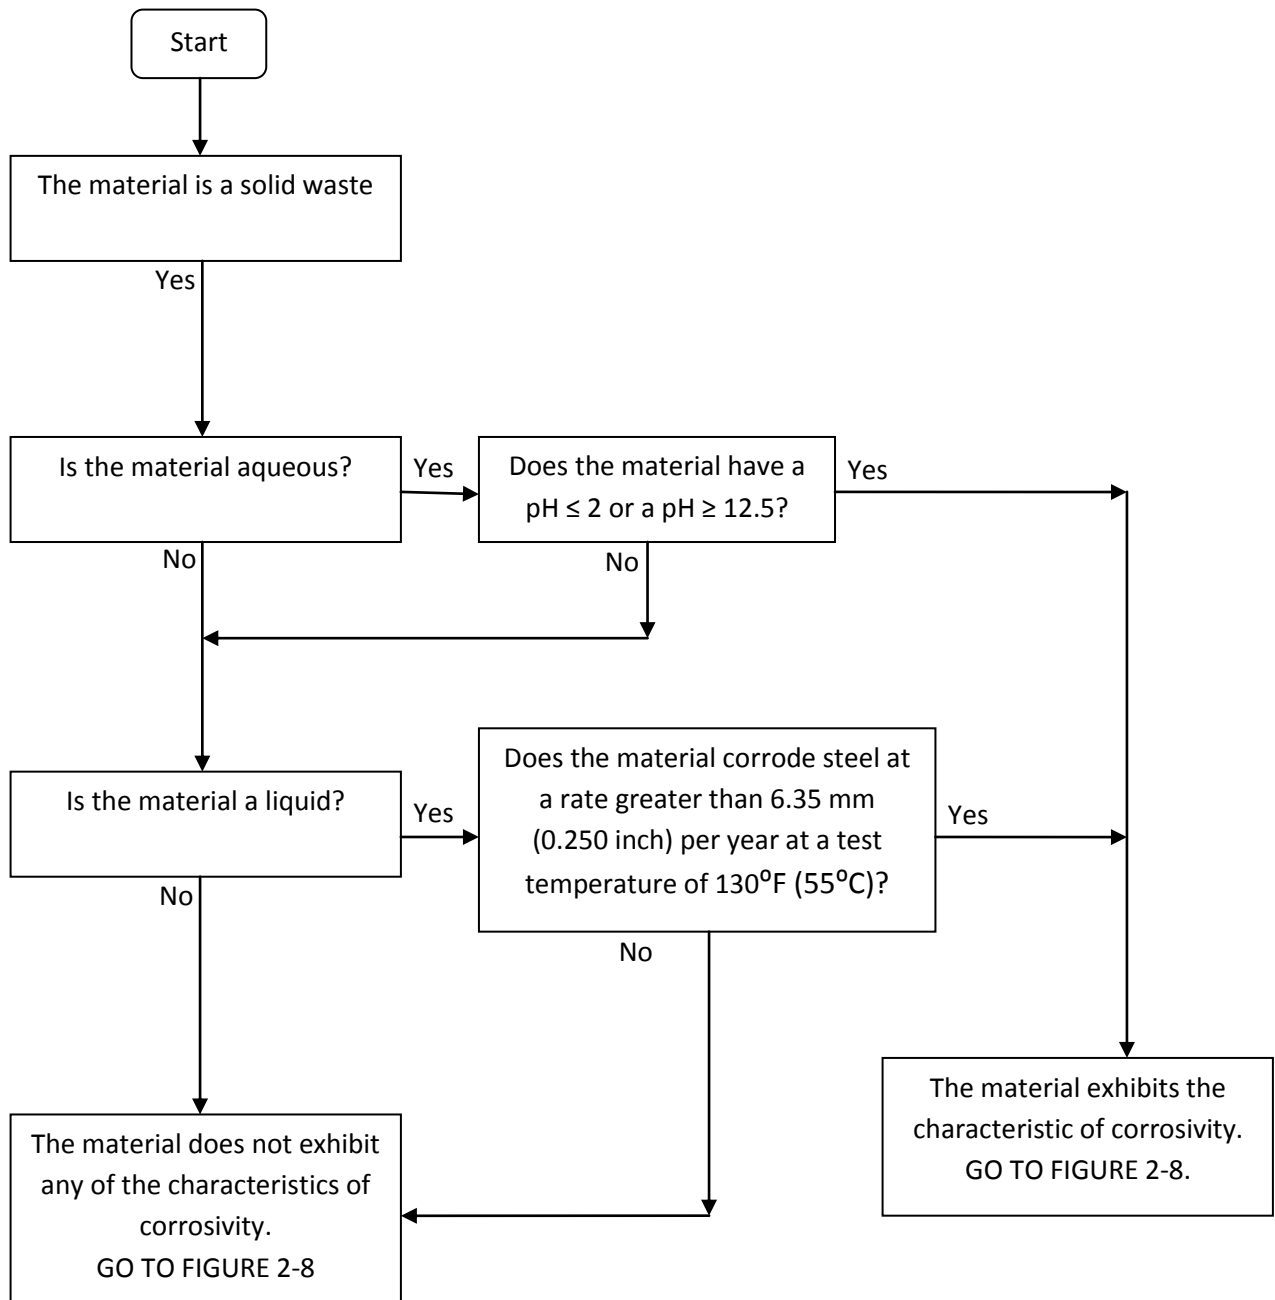 Start
The material is a solid waste
Yes
Is the material aqueous?
Yes
Does the material have a
pH ≤ 2 or a pH ≥ 12.5?
Yes
No
No
Is the material a liquid?
Yes
Does the material corrode steel at
a rate greater than 6.35 mm
(0.250 inch) per year at a test
temperature of 130⁰F (55⁰C)?
Yes
No
No
The material does not exhibit
any of the characteristics of
corrosivity.
GO TO FIGURE 2-8
The material exhibits the
characteristic of corrosivity.
GO TO FIGURE 2-8.